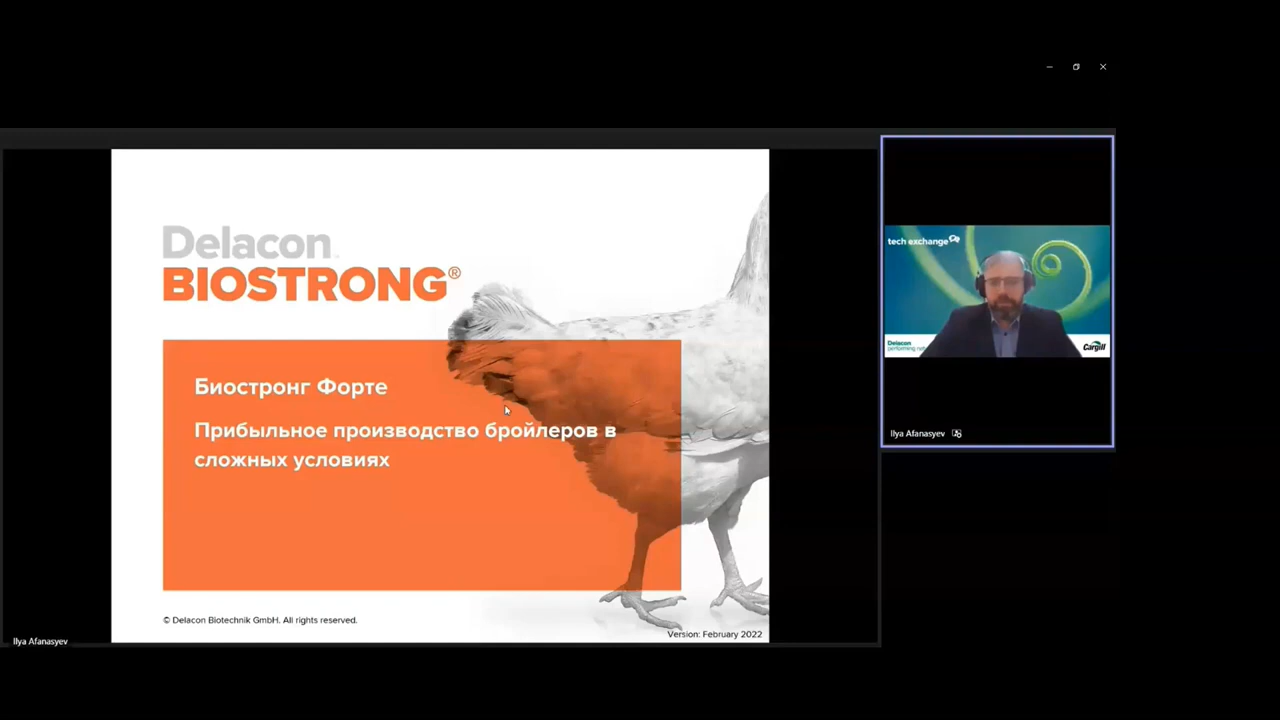 Delacon
BIOSTRONG®
Биостронг Форте
Прибыльное производство бройлеров в
сложных условиях
© Delacon Biotechnik GmbH. All rights reserved.
Version: February 2022
Ilya Afanasyev
tech exchange
Delacon
performing
Cargill
Ilya Afanasyev